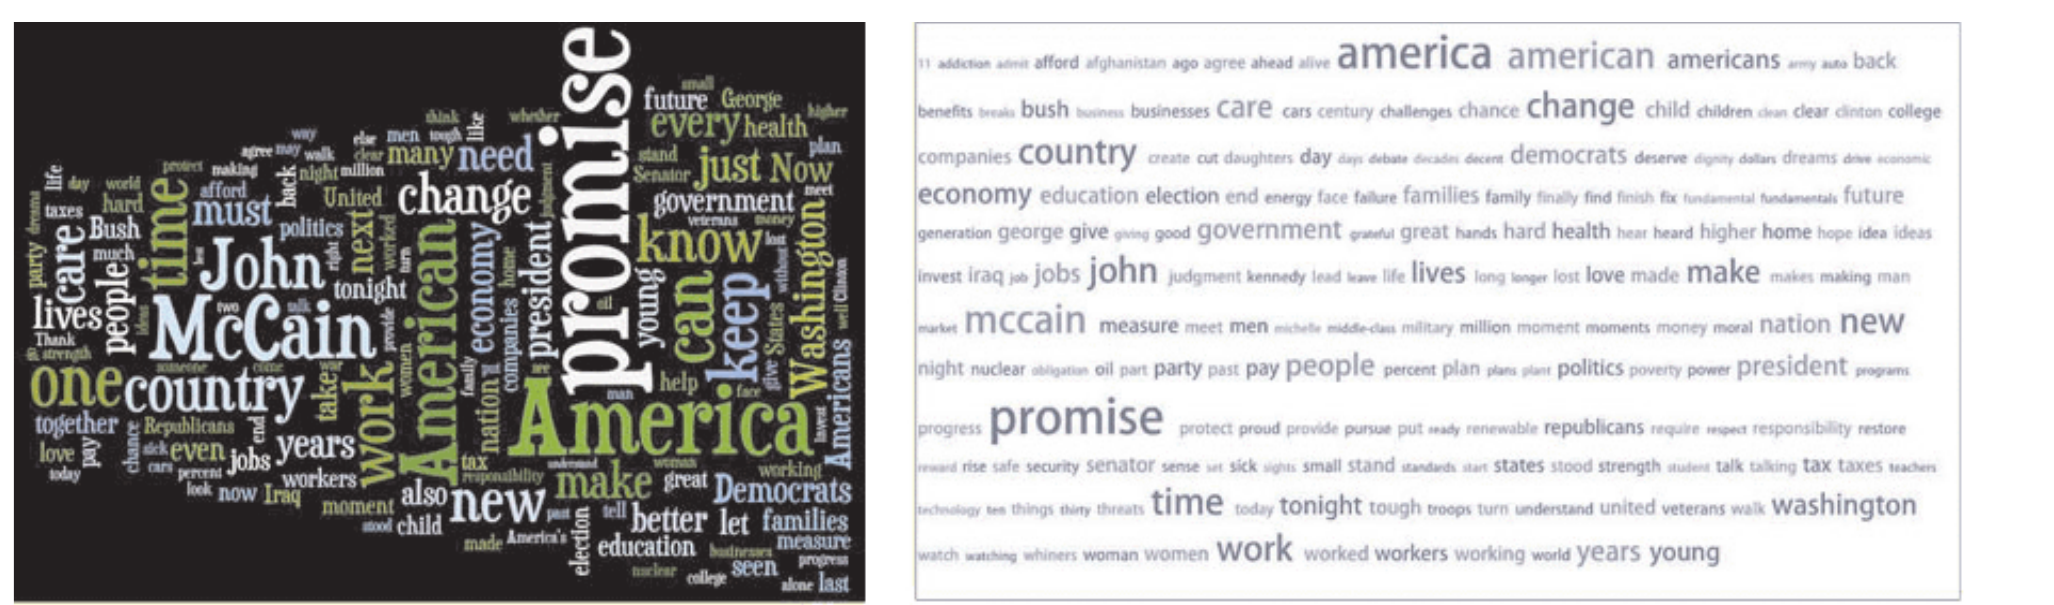 promise
small
future George higher
think whether every health
way else men tough like
agree may walk clear many need stand just Now plan
protect making night million Senator
life day world afford back United change judgment government meet
hard must veterans money
taxes time politics next worked know lost
party dreams Bush John right turn American economy home president young can keep without Washington
care much people best tonight
lives ideas McCain two talk provide companies oil States well Clinton
Thank
go strength someone come women family see give
one country take war work nation man help face Americans
America
together Republicans end Invest
love pay chance sick even jobs years tax understand woman working
today cars percent workers responsibility make great Democrats
look now Iraq also new past tell better let families
moment stood child
made America's election education businesses measure
nuclear college seen progress
alone last
11 addiction admit afford afghanistan ago agree ahead alive america american americans army auto back
benefits breaks bush business businesses care cars century challenges chance change child children clean clear clinton college
companies country create cut daughters day days debate decades decent democrats deserve dignity dollars dreams drive economic
economy education election end energy face failure families family finally find finish fix fundamental fundamentals future
generation george give giving good government grateful great hands hard health hear heard higher home hope idea ideas
invest iraq job jobs john judgment kennedy lead leave life lives long longer lost love made make makes making man
market mccain measure meet men michelle middle-class military million moment moments money moral nation new
night nuclear obligation oil part party past pay people percent plan plans plant politics poverty power president programs
progress promise protect proud provide pursue put ready renewable republicans require respect responsibility restore
reward rise safe security senator sense set sick sights small stand standards start states stood strength student talk talking tax taxes teachers
technology ten things thirty threats time today tonight tough troops turn understand united veterans walk washington
watch watching whiners woman women work worked workers working world years young